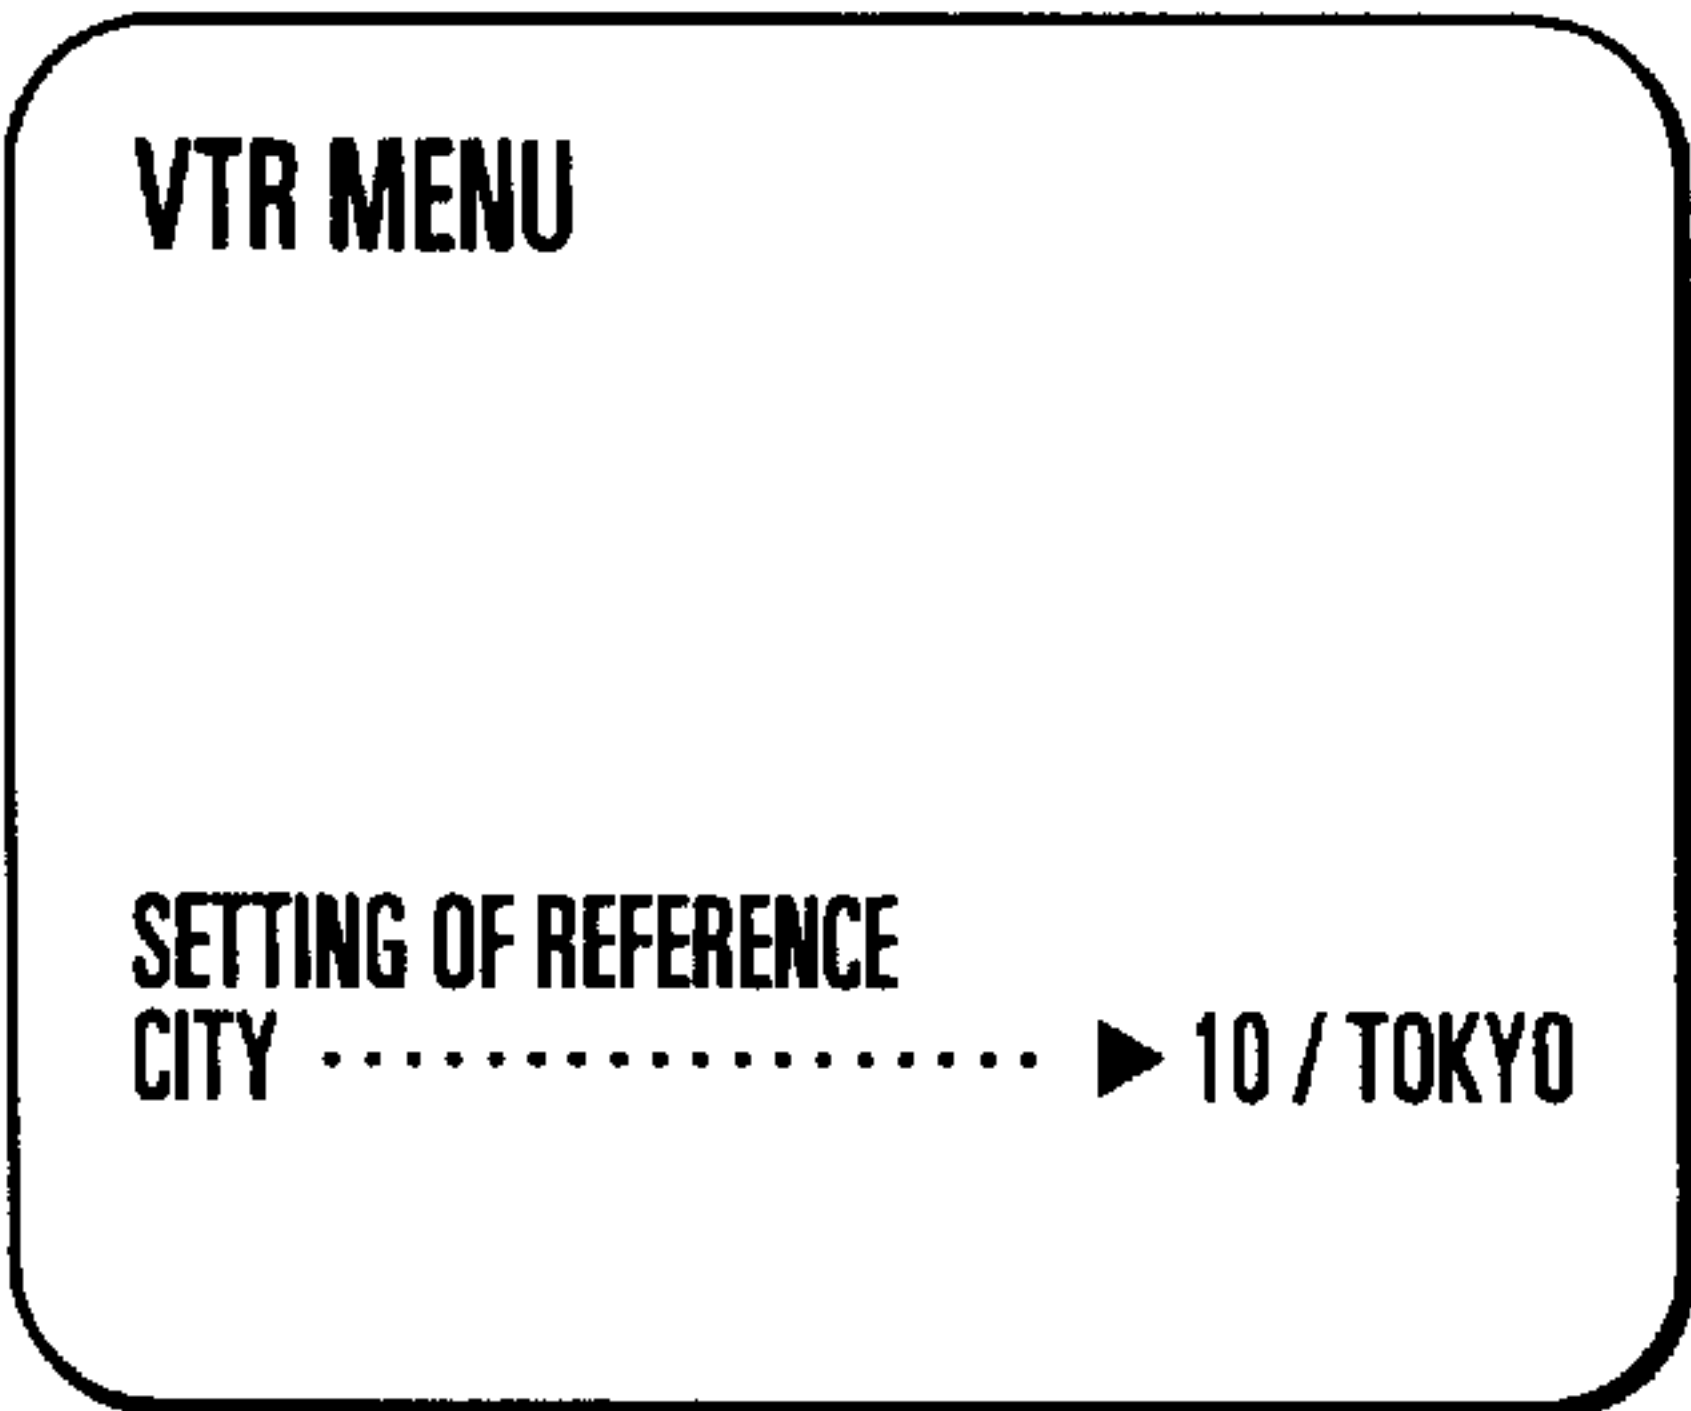 VTR MENU
SETTING OF REFERENCE
CITY .................. ▶ 10 / TOKYO